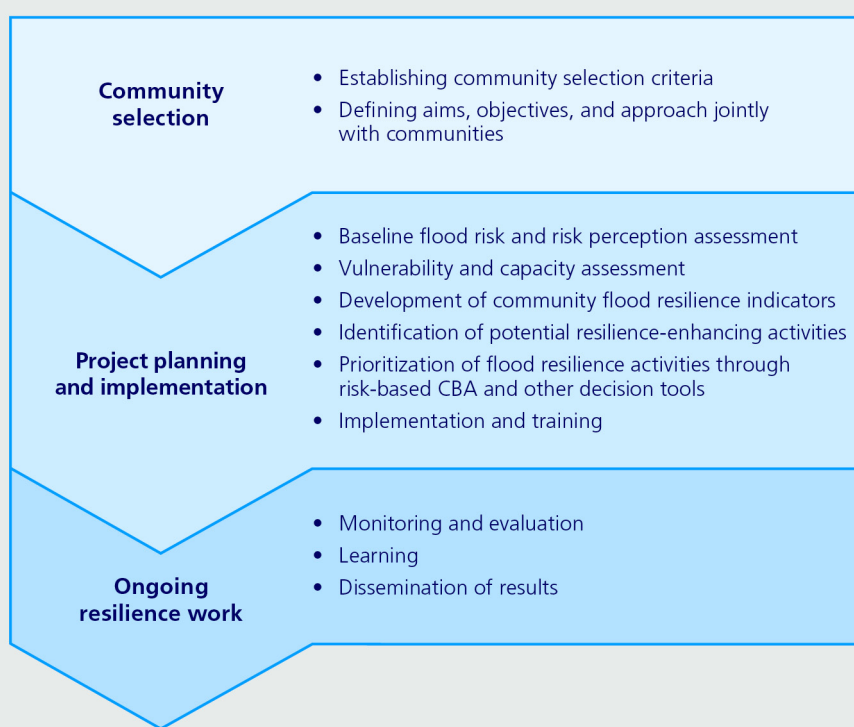 Community
selection
• Establishing community selection criteria
• Defining aims, objectives, and approach jointly
with communities
Project planning
and implementation
• Baseline flood risk and risk perception assessment
• Vulnerability and capacity assessment
• Development of community flood resilience indicators
• Identification of potential resilience-enhancing activities
• Prioritization of flood resilience activities through
risk-based CBA and other decision tools
• Implementation and training
Ongoing
resilience work
• Monitoring and evaluation
• Learning
• Dissemination of results